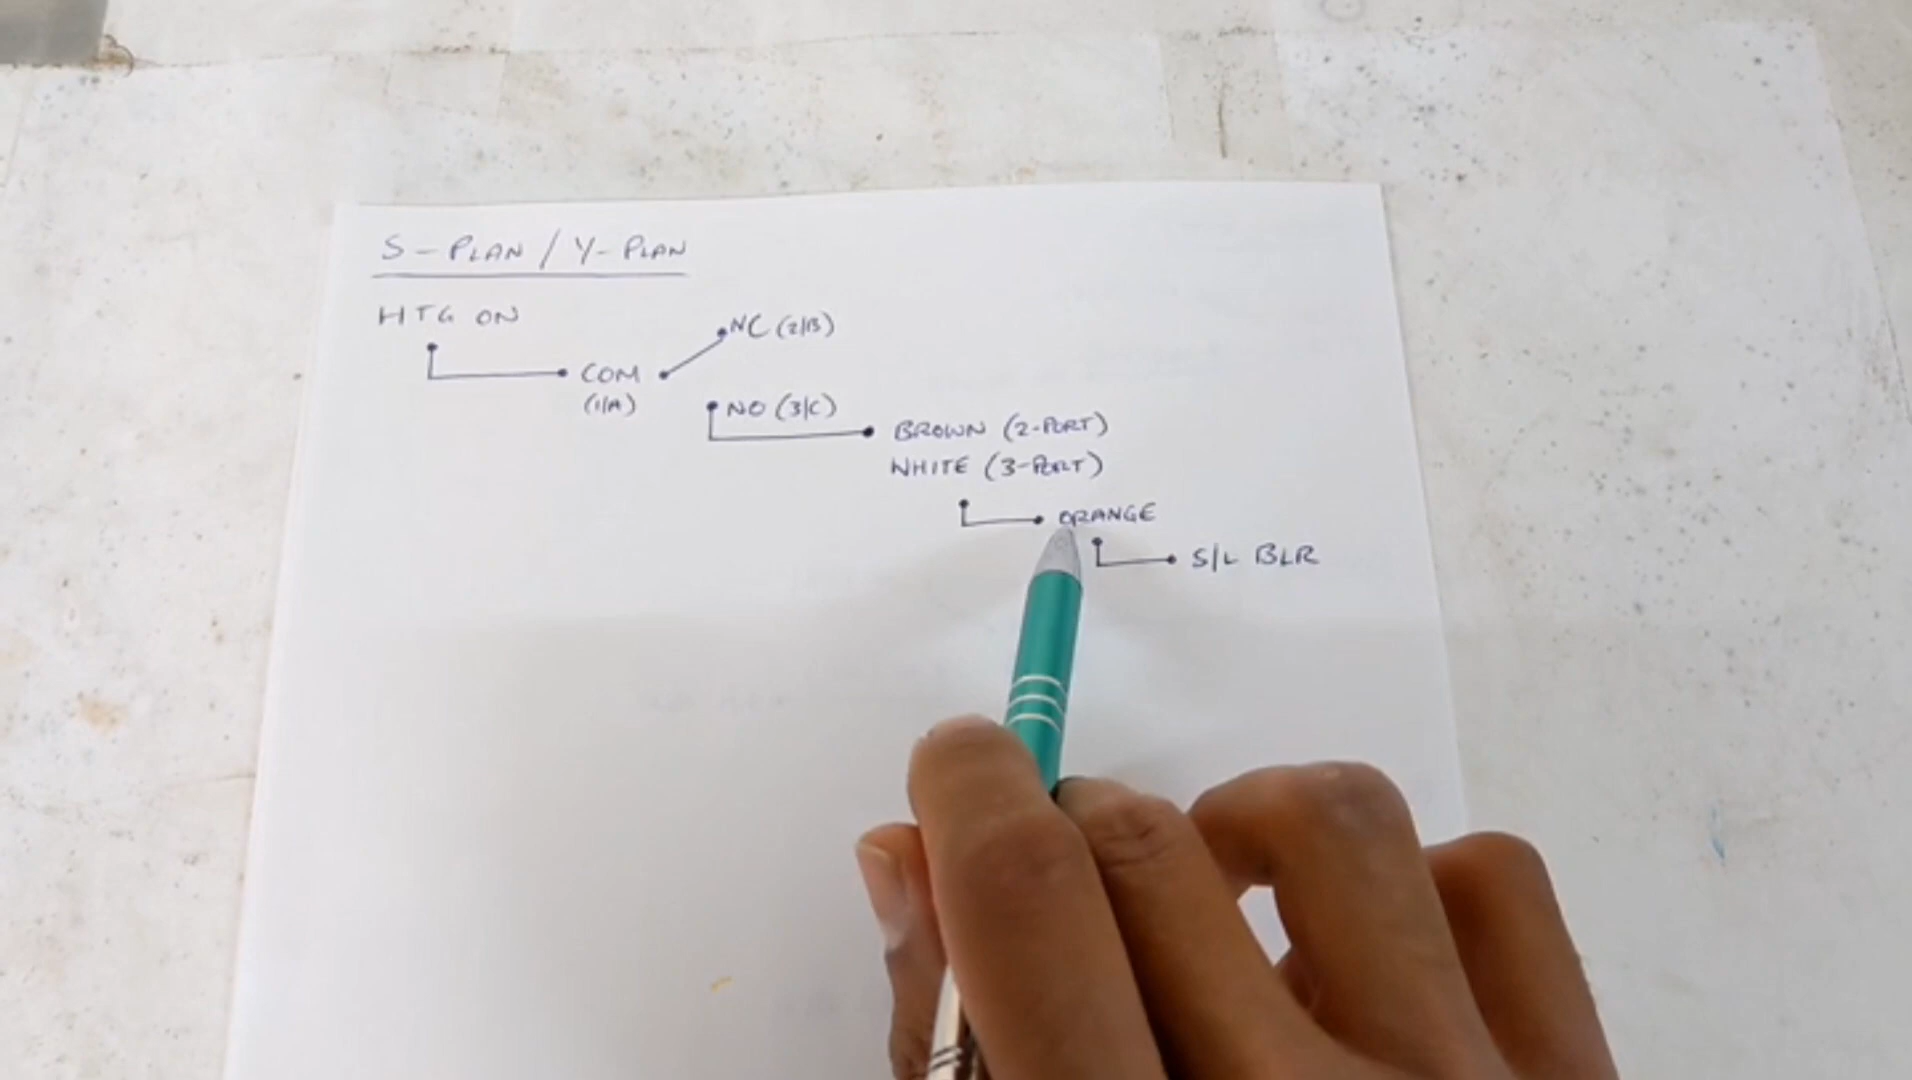 S-PLAN / Y-PLAN
HTG ON
NC (2/B)
COM
(1/A)
NO (3/C)
BROWN (2-PORT)
WHITE (3-PORT)
ORANGE
S/L BLR